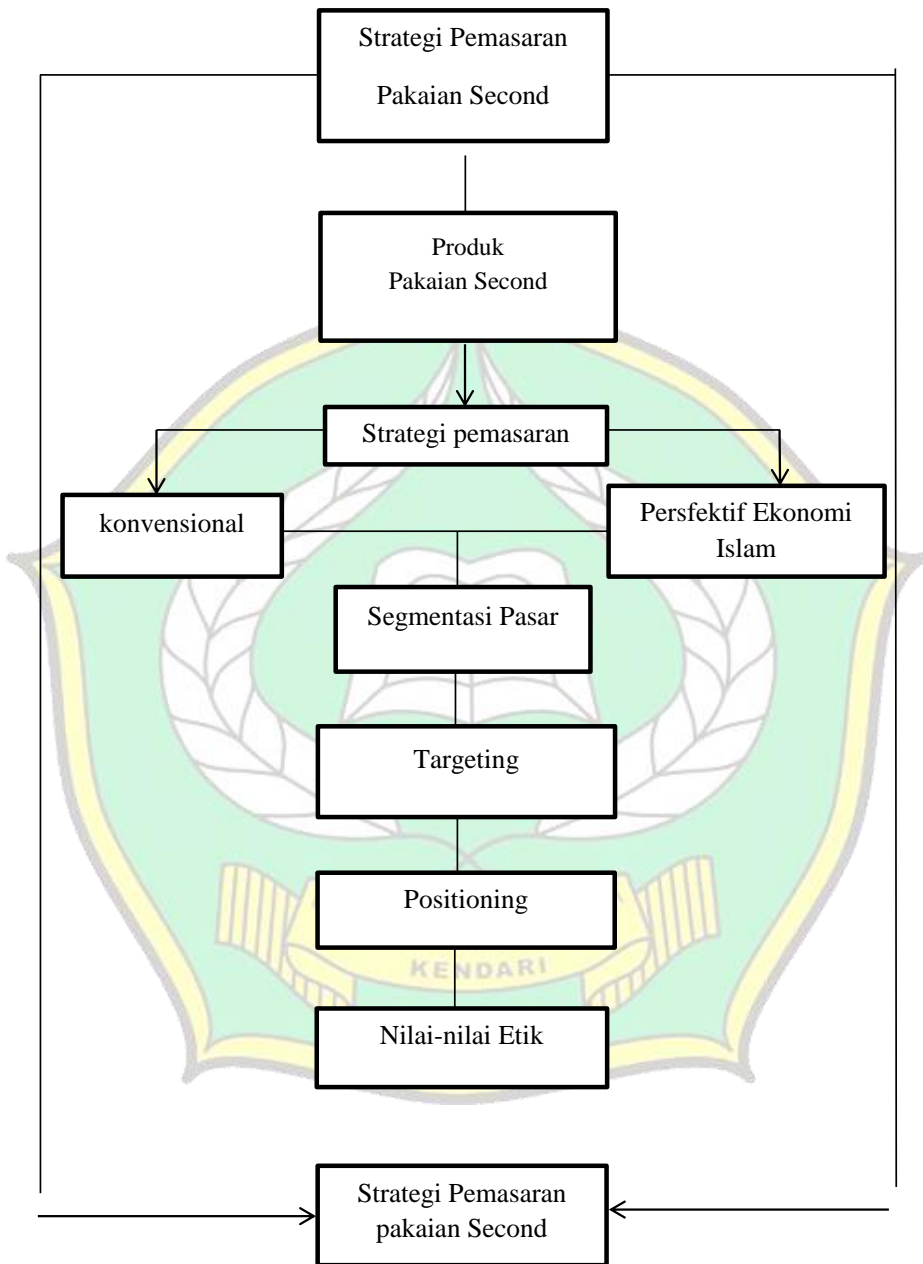 Strategi Pemasaran
Pakaian Second
Produk
Pakaian Second
Strategi pemasaran
konvensional
Persfektif Ekonomi
Islam
Segmentasi Pasar
Targeting
Positioning
KENDARI
Nilai-nilai Etik
Strategi Pemasaran
pakaian Second